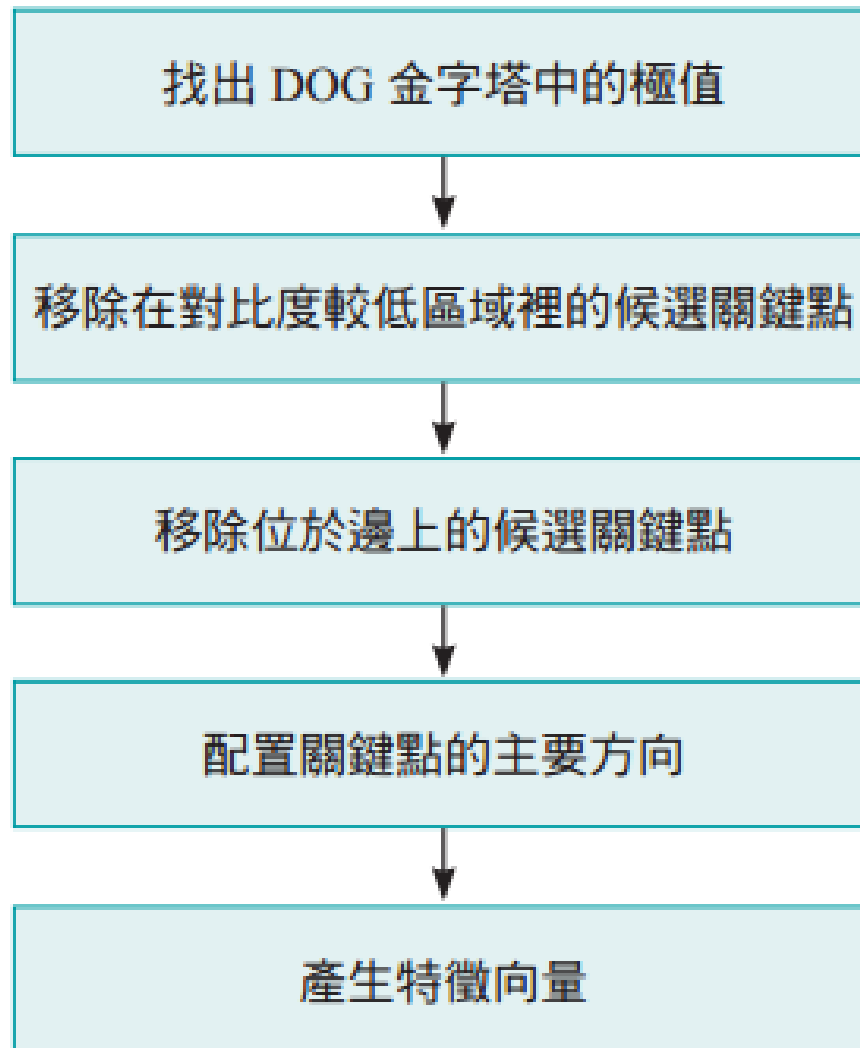 找出 DOG 金字塔中的極值
移除在對比度較低區域裡的候選關鍵點
移除位於邊上的候選關鍵點
配置關鍵點的主要方向
產生特徵向量